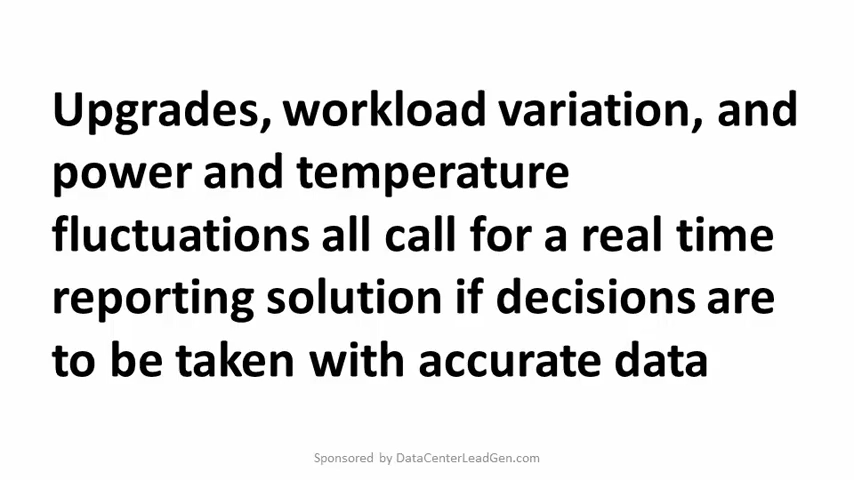 Upgrades, workload variation, and
power and temperature
fluctuations all call for a real time
reporting solution if decisions are
to be taken with accurate data
Sponsored by DataCenterLeadGen.com